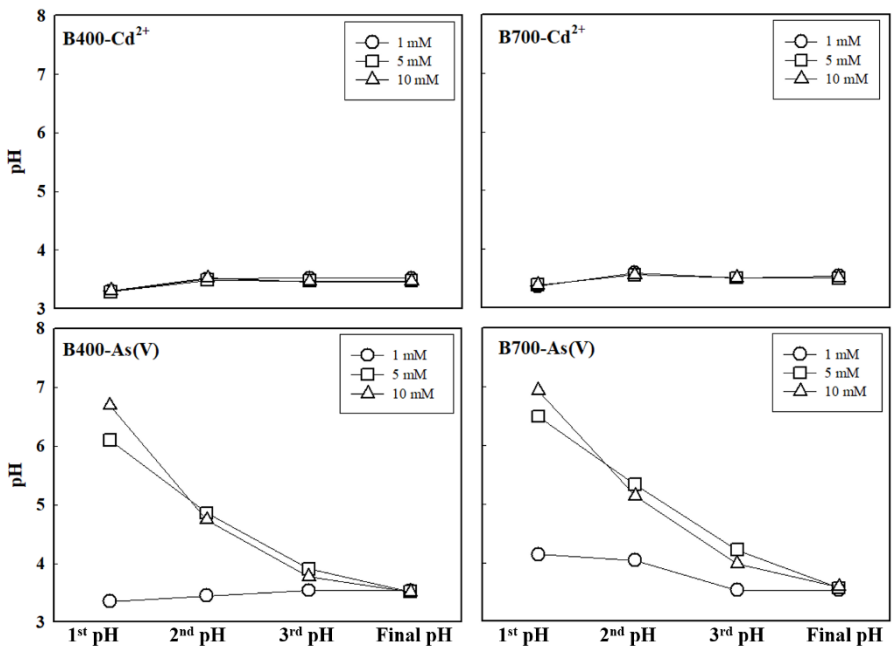 B400-Cd²⁺
1 mM
5 mM
10 mM
8
7
6
5
4
3
pH
B700-Cd²⁺
1 mM
5 mM
10 mM
B400-As(V)
1 mM
5 mM
10 mM
8
7
6
5
4
3
pH
1ˢᵗ pH 2ⁿᵈ pH 3ʳᵈ pH Final pH
B700-As(V)
1 mM
5 mM
10 mM
1ˢᵗ pH 2ⁿᵈ pH 3ʳᵈ pH Final pH